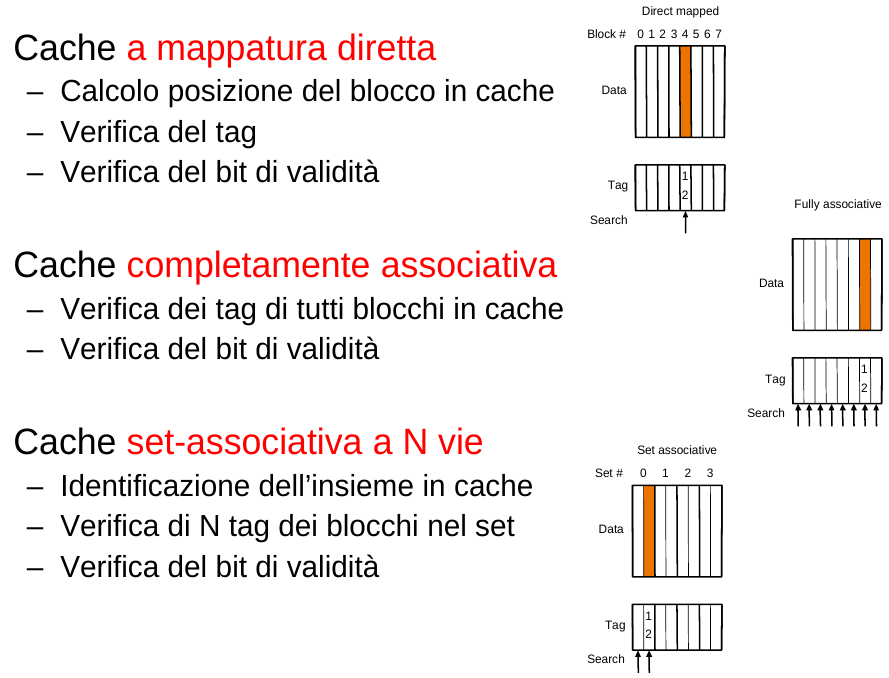 Cache a mappatura diretta
– Calcolo posizione del blocco in cache
– Verifica del tag
– Verifica del bit di validità
Cache completamente associativa
– Verifica dei tag di tutti blocchi in cache
– Verifica del bit di validità
Cache set-associativa a N vie
– Identificazione dell’insieme in cache
– Verifica di N tag dei blocchi nel set
– Verifica del bit di validità
Direct mapped
Block # 0 1 2 3 4 5 6 7
Data
Tag
1
2
Search
Fully associative
Data
Tag
1
2
Search
Set associative
Set # 0 1 2 3
Data
Tag
1
2
Search